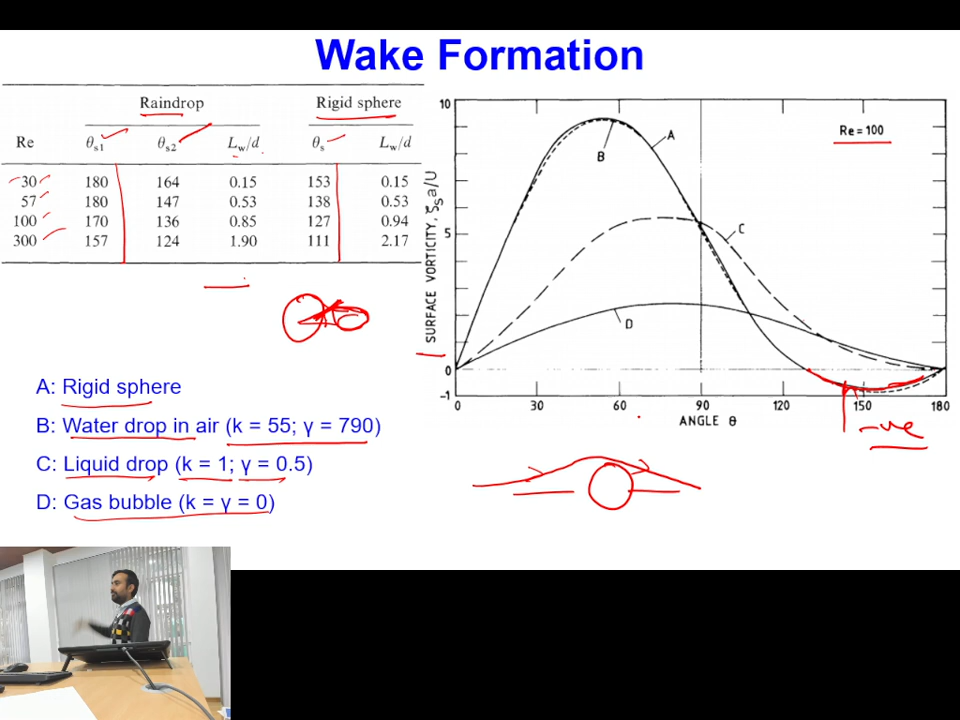 Wake Formation
Raindrop Rigid sphere
Re θs1 θs2 Lw/d θs Lw/d
30 180 164 0.15 153 0.15
57 180 147 0.53 138 0.53
100 170 136 0.85 127 0.94
300 157 124 1.90 111 2.17
A: Rigid sphere
B: Water drop in air (k = 55; γ = 790)
C: Liquid drop (k = 1; γ = 0.5)
D: Gas bubble (k = γ = 0)
10
Re = 100
A
B
SURFACE VORTICITY, ζs a/U
5
C
D
0
-1
0 30 60 90 120 150 180
ANGLE θ
-ve